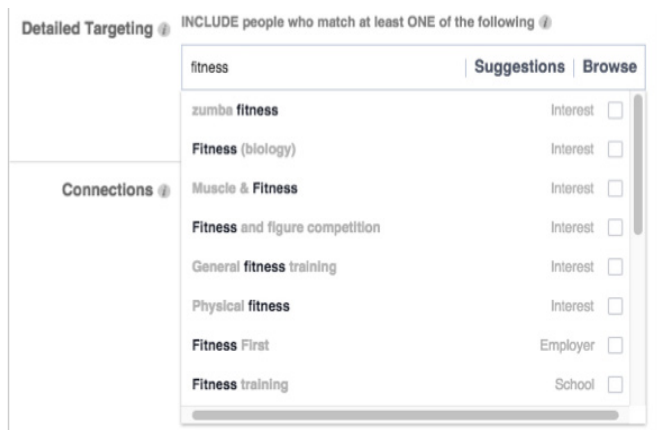 Detailed Targeting i
INCLUDE people who match at least ONE of the following i
fitness | Suggestions | Browse
zumba fitness Interest
Fitness (biology) Interest
Muscle & Fitness Interest
Connections i
Fitness and figure competition Interest
General fitness training Interest
Physical fitness Interest
Fitness First Employer
Fitness training School